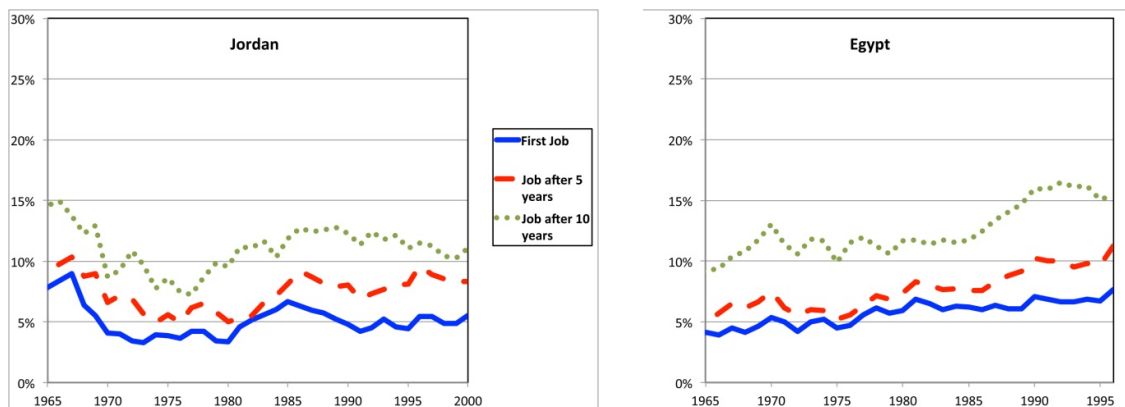 Jordan
30%
25%
20%
15%
10%
5%
0%
1965 1970 1975 1980 1985 1990 1995 2000
First Job
Job after 5
years
Job after 10
years
Egypt
30%
25%
20%
15%
10%
5%
0%
1965 1970 1975 1980 1985 1990 1995